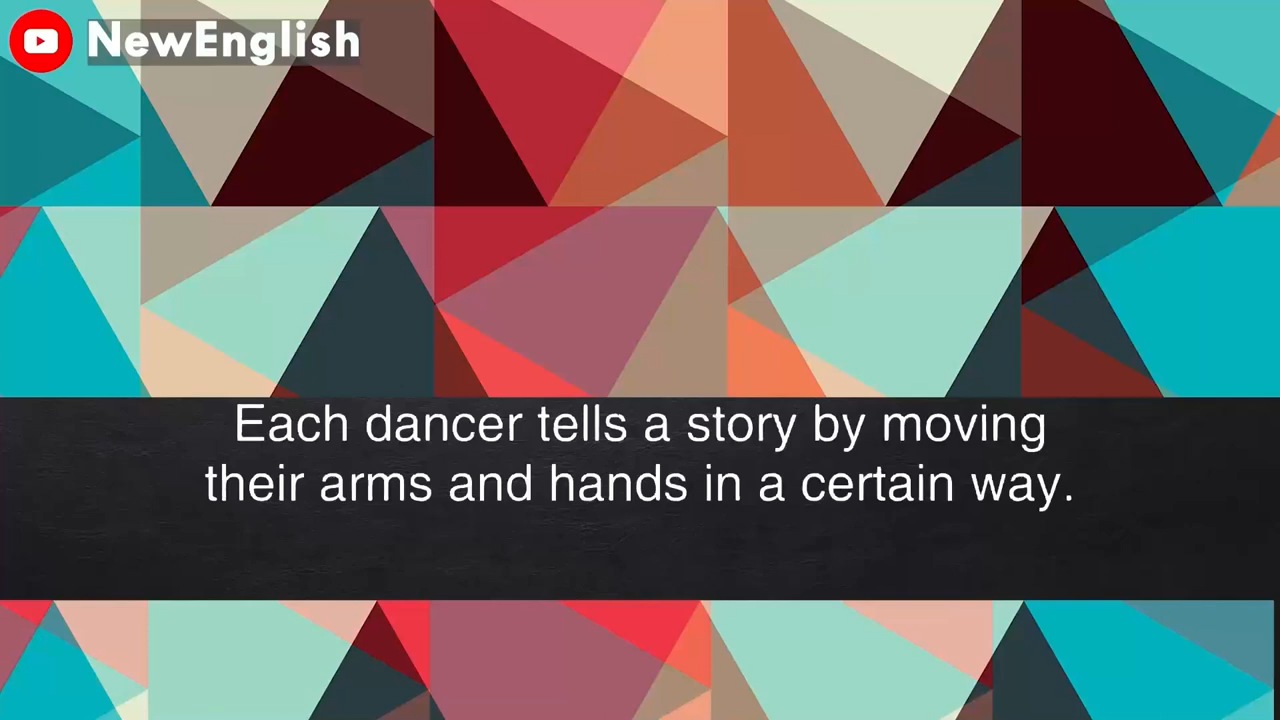 NewEnglish
Each dancer tells a story by moving
their arms and hands in a certain way.